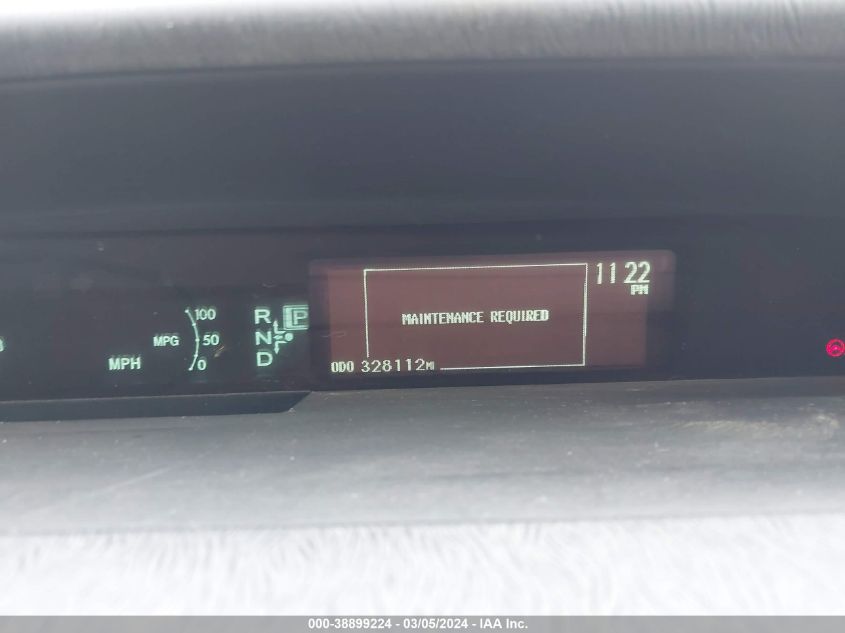 11 22
PM
MAINTENANCE REQUIRED
ODO 328112M
100
MPG 50
0
MPH
R P
N
D
000-38899224 - 03/05/2024 - IAA Inc.